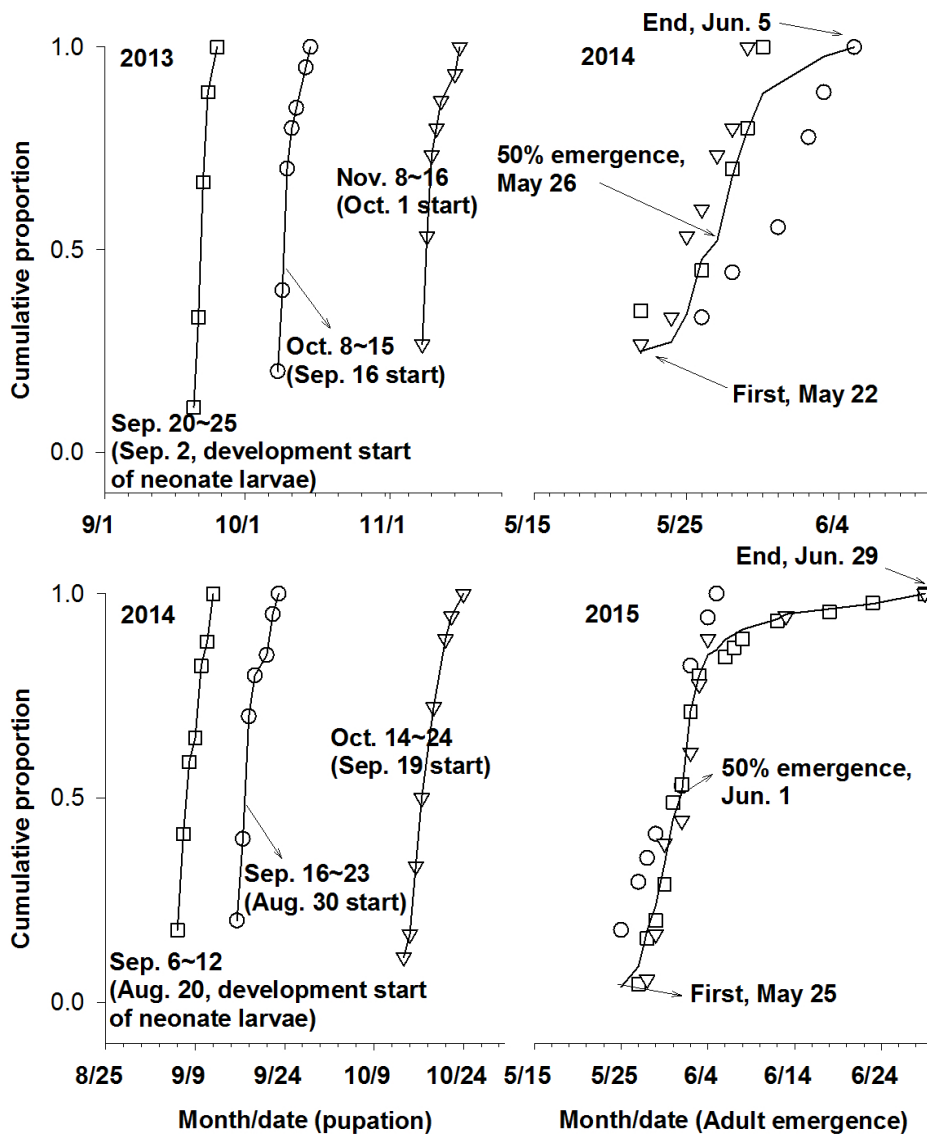 End, Jun. 5
1.0
2013
2014
50% emergence,
May 26
Nov. 8~16
(Oct. 1 start)
Cumulative proportion
0.5
Oct. 8~15
(Sep. 16 start)
First, May 22
Sep. 20~25
(Sep. 2, development start
of neonate larvae)
0.0
9/1
10/1
11/1
5/15
5/25
6/4
End, Jun. 29
1.0
2014
2015
Oct. 14~24
(Sep. 19 start)
50% emergence,
Jun. 1
Cumulative proportion
0.5
Sep. 16~23
(Aug. 30 start)
Sep. 6~12
(Aug. 20, development start
of neonate larvae)
First, May 25
0.0
8/25
9/9
9/24
10/9
10/24
5/15
5/25
6/4
6/14
6/24
Month/date (pupation)
Month/date (Adult emergence)